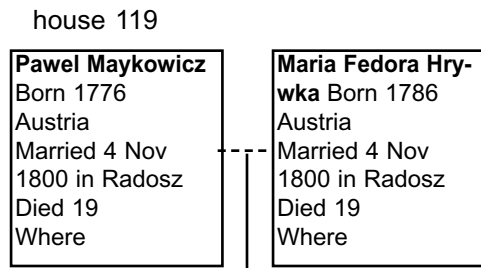 house 119
Pawel Maykowicz
Born 1776
Austria
Married 4 Nov
1800 in Radosz
Died 19
Where
Maria Fedora Hry-
wka Born 1786
Austria
Married 4 Nov
1800 in Radosz
Died 19
Where